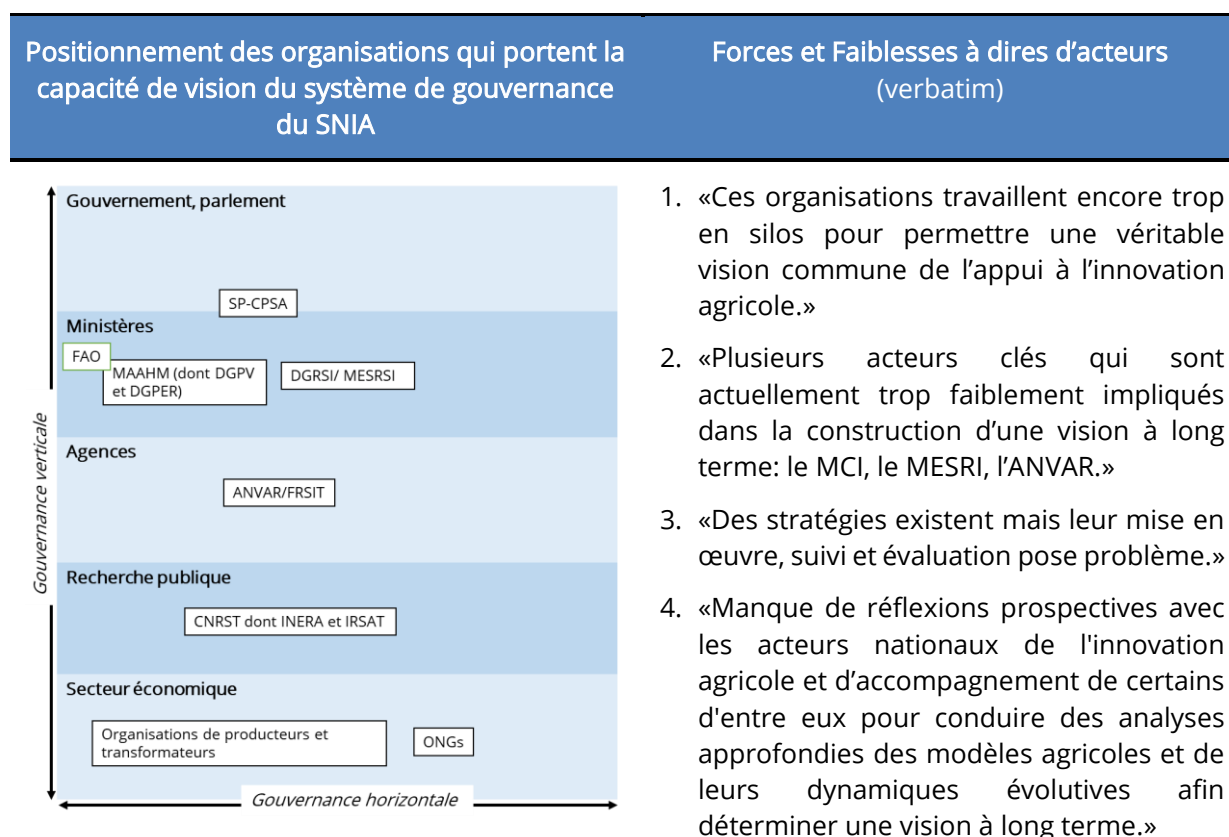 Positionnement des organisations qui portent la
capacité de vision du système de gouvernance
du SNIA
Forces et Faiblesses à dires d’acteurs
(verbatim)
Gouvernement, parlement
SP-CPSA
Ministères
FAO
MAAHM (dont DGPV
et DGPER)
DGRSI/ MESRSI
Agences
ANVAR/FRSIT
Recherche publique
CNRST dont INERA et IRSAT
Secteur économique
Organisations de producteurs et
transformateurs
ONGs
Gouvernance verticale
Gouvernance horizontale
1. «Ces organisations travaillent encore trop
en silos pour permettre une véritable
vision commune de l’appui à l’innovation
agricole.»
2. «Plusieurs acteurs clés qui sont
actuellement trop faiblement impliqués
dans la construction d’une vision à long
terme: le MCI, le MESRI, l’ANVAR.»
3. «Des stratégies existent mais leur mise en
œuvre, suivi et évaluation pose problème.»
4. «Manque de réflexions prospectives avec
les acteurs nationaux de l'innovation
agricole et d’accompagnement de certains
d'entre eux pour conduire des analyses
approfondies des modèles agricoles et de
leurs dynamiques évolutives afin
déterminer une vision à long terme.»